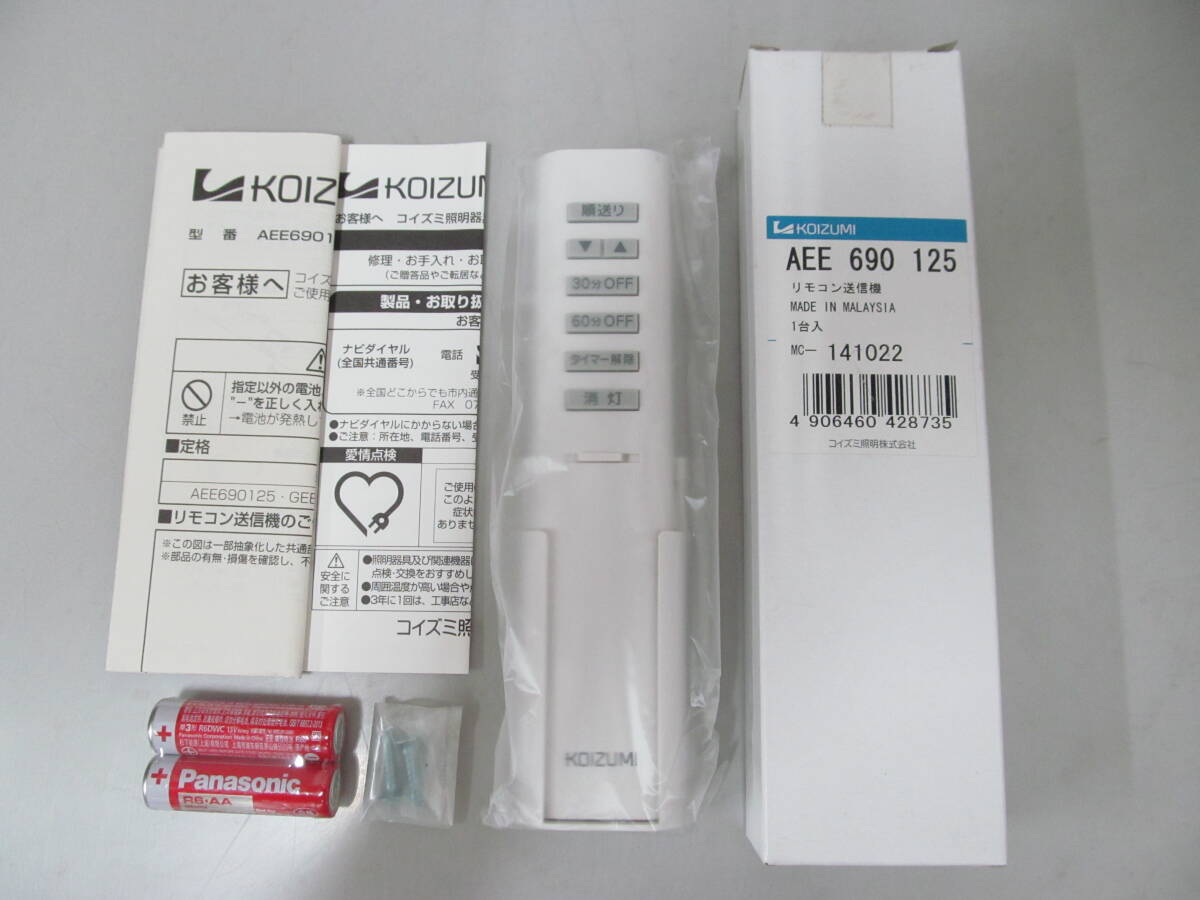 KOIZ
型 番 AEE6901
お客様へ
コイズ
ご使用
禁止
指定以外の電池
"−"を正しく入れ
→電池が発熱し
■定格
AEE690125・GEE
■リモコン送信機のご
※この図は一部抽象化した共通
※部品の有無・損傷を確認し、不
KOIZUM
お客様へ コイズミ照明器
修理・お手入れ・お
(ご贈答品やご転居な
製品・お取り扱
お客
ナビダイヤル
(全国共通番号)
電話
受
※全国どこからでも市内通
FAX 07
●ナビダイヤルにかからない場合
●ご注意：所在地、電話番号、受
愛情点検
ご使用
このよ
症状
ありませ
安全に
関する
ご注意
●照明器具及び関連機器
点検・交換をおすすめし
●周囲温度が高い場合や
●3年に1回は、工事店な
コイズミ照
順送り
▼ | ▲
30分OFF
60分OFF
タイマー解除
消灯
KOIZUMI
KOIZUMI
AEE 690 125
リモコン送信機
MADE IN MALAYSIA
1台入
MC− 141022
4 906460 428735
コイズミ照明株式会社
単3形 R6DWC 1.5V
Panasonic
R6・AA